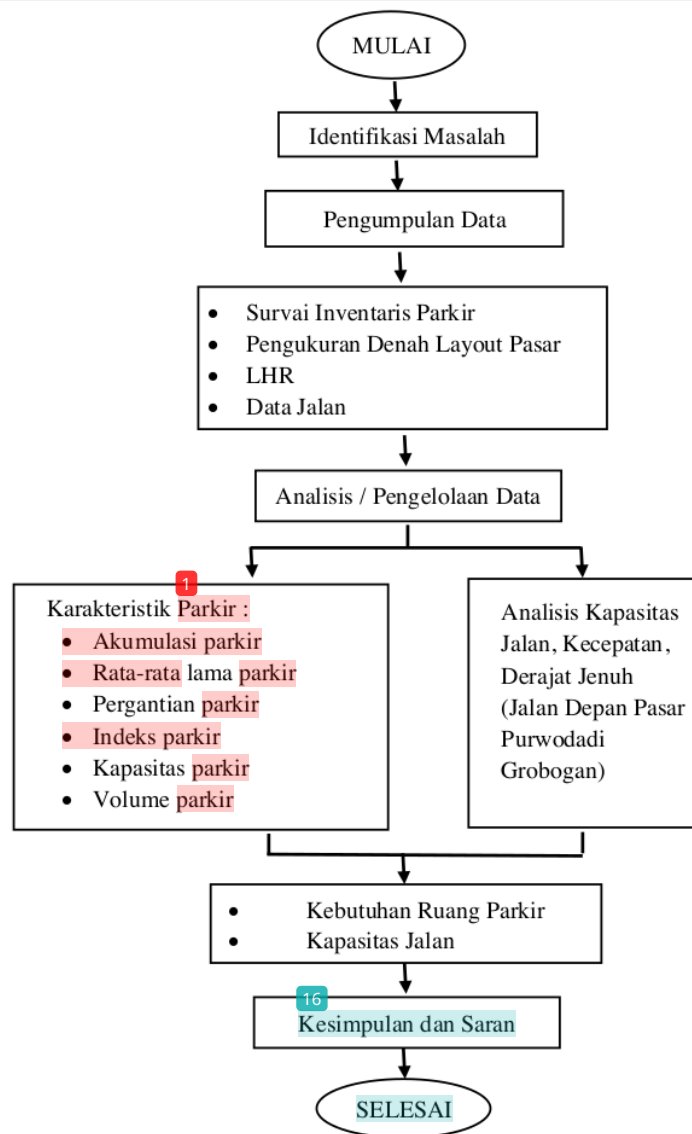 MULAI
Identifikasi Masalah
Pengumpulan Data
• Survai Inventaris Parkir
• Pengukuran Denah Layout Pasar
• LHR
• Data Jalan
Analisis / Pengelolaan Data
1
Karakteristik Parkir :
• Akumulasi parkir
• Rata-rata lama parkir
• Pergantian parkir
• Indeks parkir
• Kapasitas parkir
• Volume parkir
Analisis Kapasitas
Jalan, Kecepatan,
Derajat Jenuh
(Jalan Depan Pasar
Purwodadi
Grobogan)
• Kebutuhan Ruang Parkir
• Kapasitas Jalan
16
Kesimpulan dan Saran
SELESAI